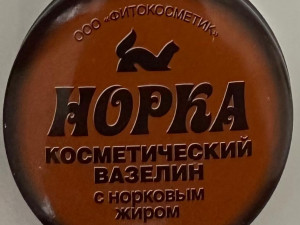 ООО «ФИТОКОСМЕТИК»
НОРКА
КОСМЕТИЧЕСКИЙ
ВАЗЕЛИН
С НОРКОВЫМ
ЖИРОМ